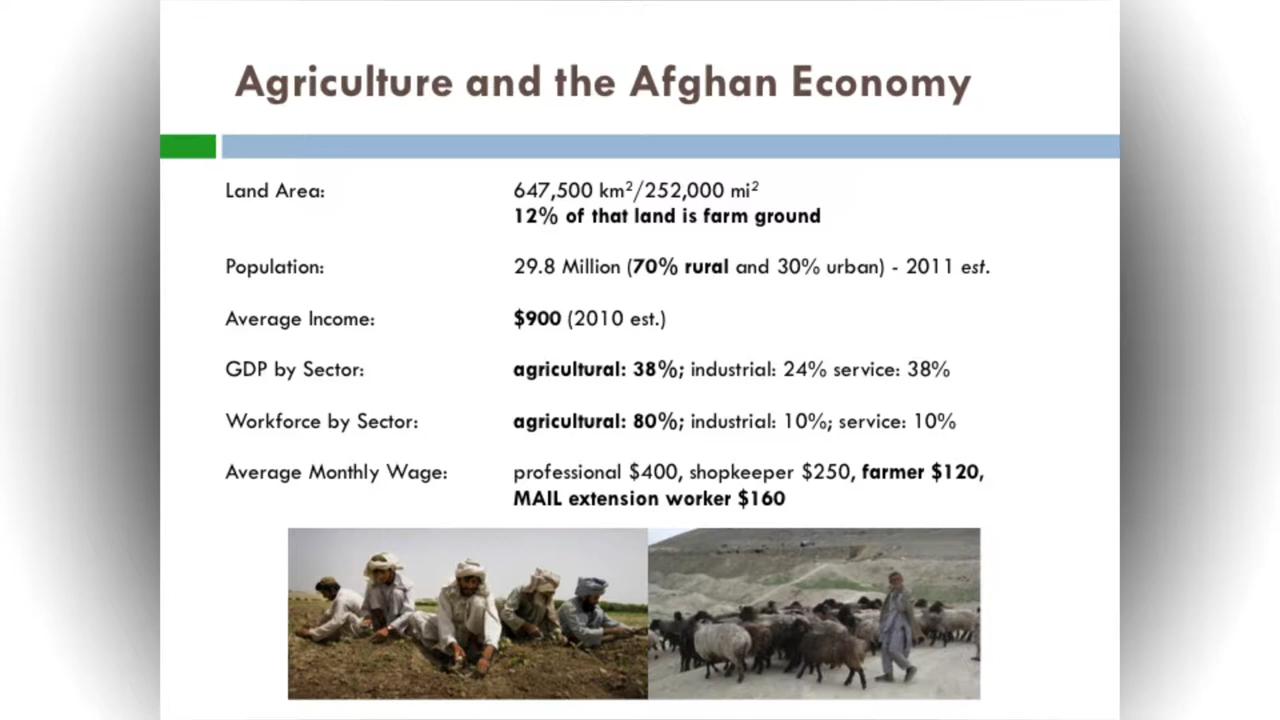 Agriculture and the Afghan Economy
Land Area: 647,500 km²/252,000 mi²
12% of that land is farm ground
Population: 29.8 Million (70% rural and 30% urban) - 2011 est.
Average Income: $900 (2010 est.)
GDP by Sector: agricultural: 38%; industrial: 24% service: 38%
Workforce by Sector: agricultural: 80%; industrial: 10%; service: 10%
Average Monthly Wage: professional $400, shopkeeper $250, farmer $120,
MAIL extension worker $160